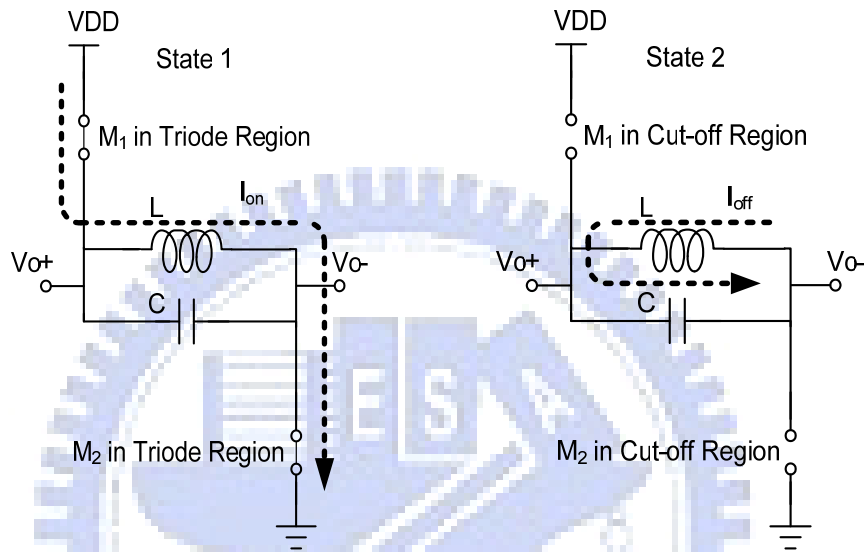 VDD
State 1
M₁ in Triode Region
L
Ion
Vo+
Vo-
C
M₂ in Triode Region
VDD
State 2
M₁ in Cut-off Region
L
Ioff
Vo+
Vo-
C
M₂ in Cut-off Region
E S A